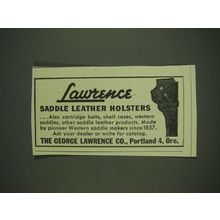 Lawrence
SADDLE LEATHER HOLSTERS
...Also cartridge belts, shell cases, western
saddles, other saddle leather products. Made
by pioneer Western saddle makers since 1857.
Ask your dealer or write for catalog.
THE GEORGE LAWRENCE CO., Portland 4, Ore.